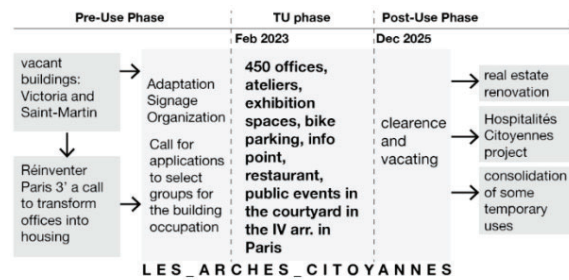 Pre-Use Phase
TU phase
Post-Use Phase
Feb 2023
Dec 2025
vacant
buildings:
Victoria and
Saint-Martin
Réinventer
Paris 3' a call
to transform
offices into
housing
Adaptation
Signage
Organization
Call for
applications
to select
groups for
the building
occupation
450 offices,
ateliers,
exhibition
spaces, bike
parking, info
point,
restaurant,
public events in
the courtyard in
the IV arr. in
Paris
clearence
and
vacating
real estate
renovation
Hospitalités
Citoyennes
project
consolidation
of some
temporary
uses
LES_ARCHES_CITOYANNES